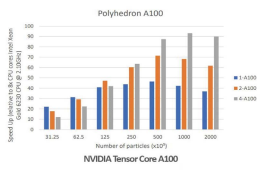 Polyhedron A100
Speed Up (relative to 8x CPU cores Intel Xeon
Gold 6230 CPU @ 2.10GHz)
100
90
80
70
60
50
40
30
20
10
0
31.25 62.5 125 250 500 1000 2000
Number of particles (x10³)
1-A100
2-A100
4-A100
NVIDIA Tensor Core A100